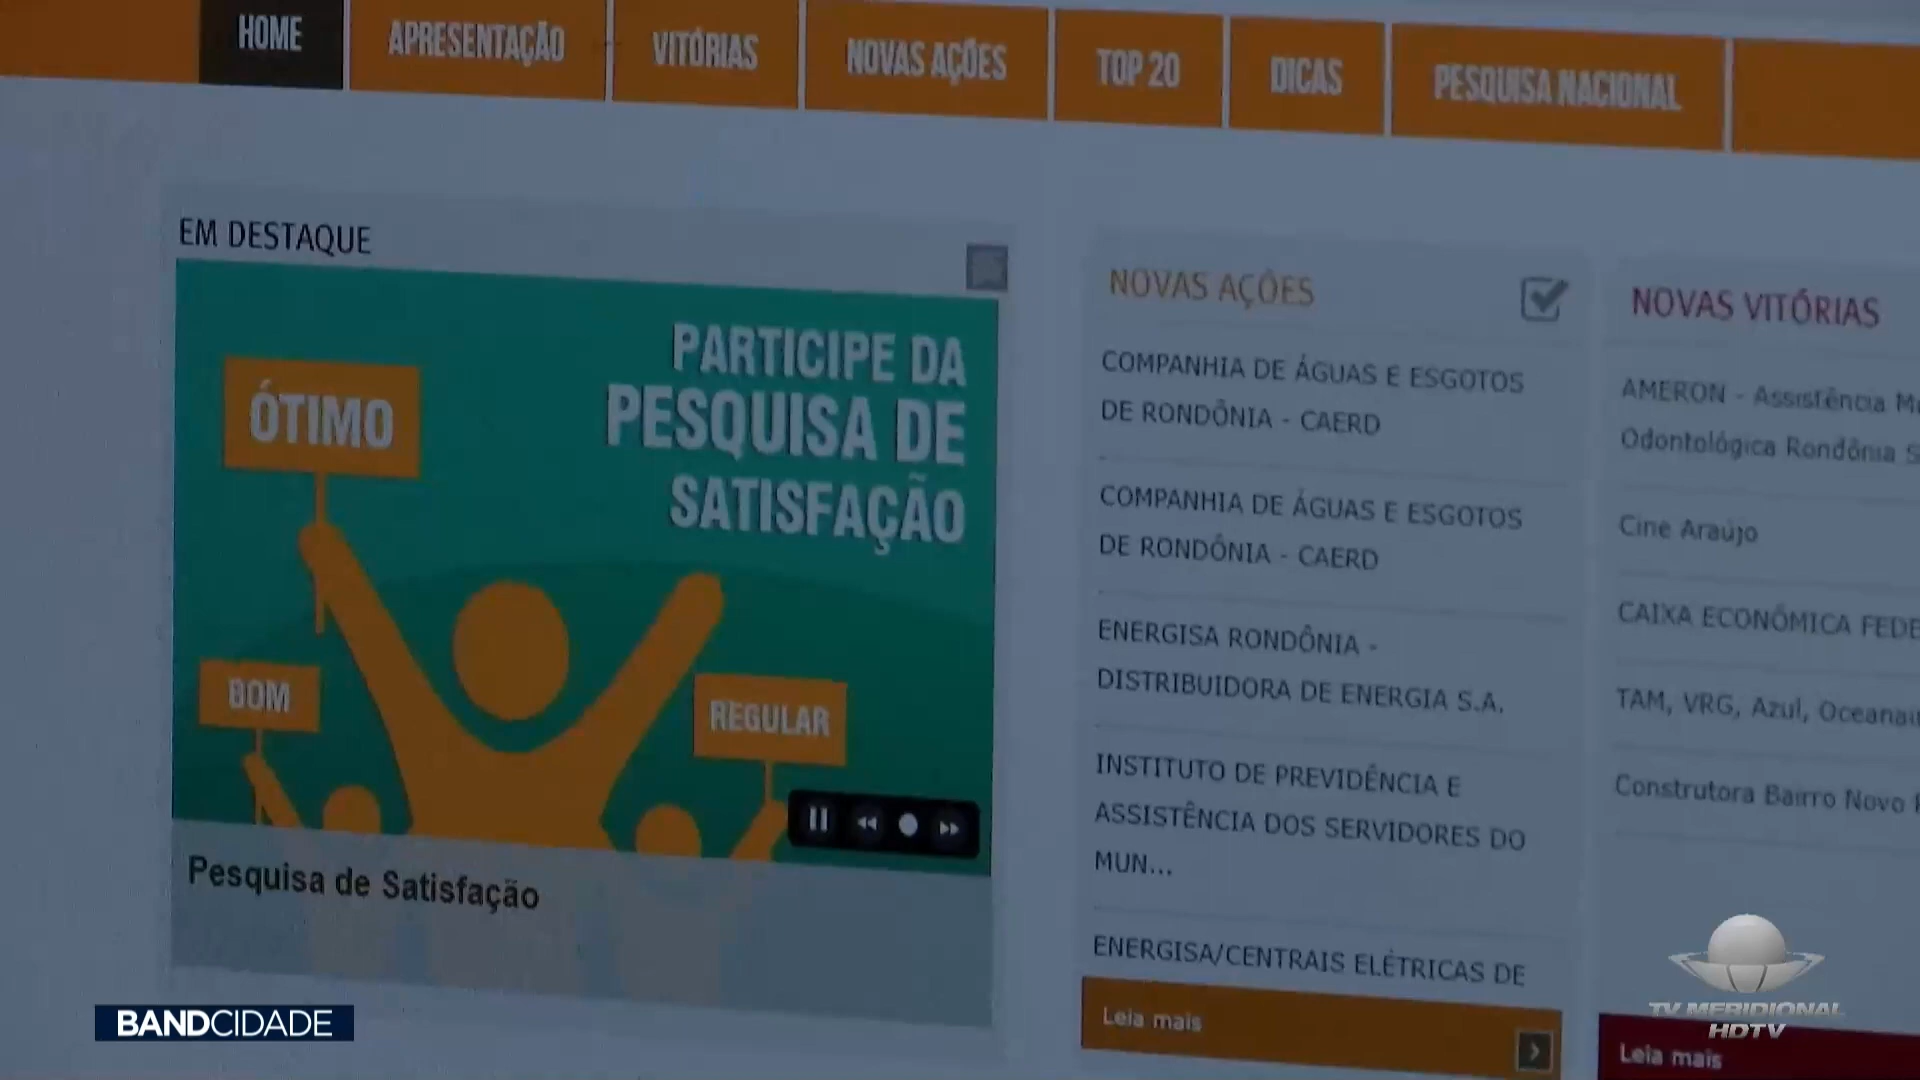 HOME
APRESENTAÇÃO
VITÓRIAS
NOVAS AÇÕES
TOP 20
DICAS
PESQUISA NACIONAL
EM DESTAQUE
PARTICIPE DA
PESQUISA DE
SATISFAÇÃO
ÓTIMO
BOM
REGULAR
Pesquisa de Satisfação
NOVAS AÇÕES
COMPANHIA DE ÁGUAS E ESGOTOS
DE RONDÔNIA - CAERD
COMPANHIA DE ÁGUAS E ESGOTOS
DE RONDÔNIA - CAERD
ENERGISA RONDÔNIA -
DISTRIBUIDORA DE ENERGIA S.A.
INSTITUTO DE PREVIDÊNCIA E
ASSISTÊNCIA DOS SERVIDORES DO
MUN...
ENERGISA/CENTRAIS ELÉTRICAS DE
Leia mais
NOVAS VITÓRIAS
AMERON - Assistência
Odontológica Rondônia
Cine Araújo
CAIXA ECONÔMICA
TAM, VRG, Azul,
Construtora Bairro Novo
Leia mais
BANDCIDADE
TV MERIDIONAL
HDTV